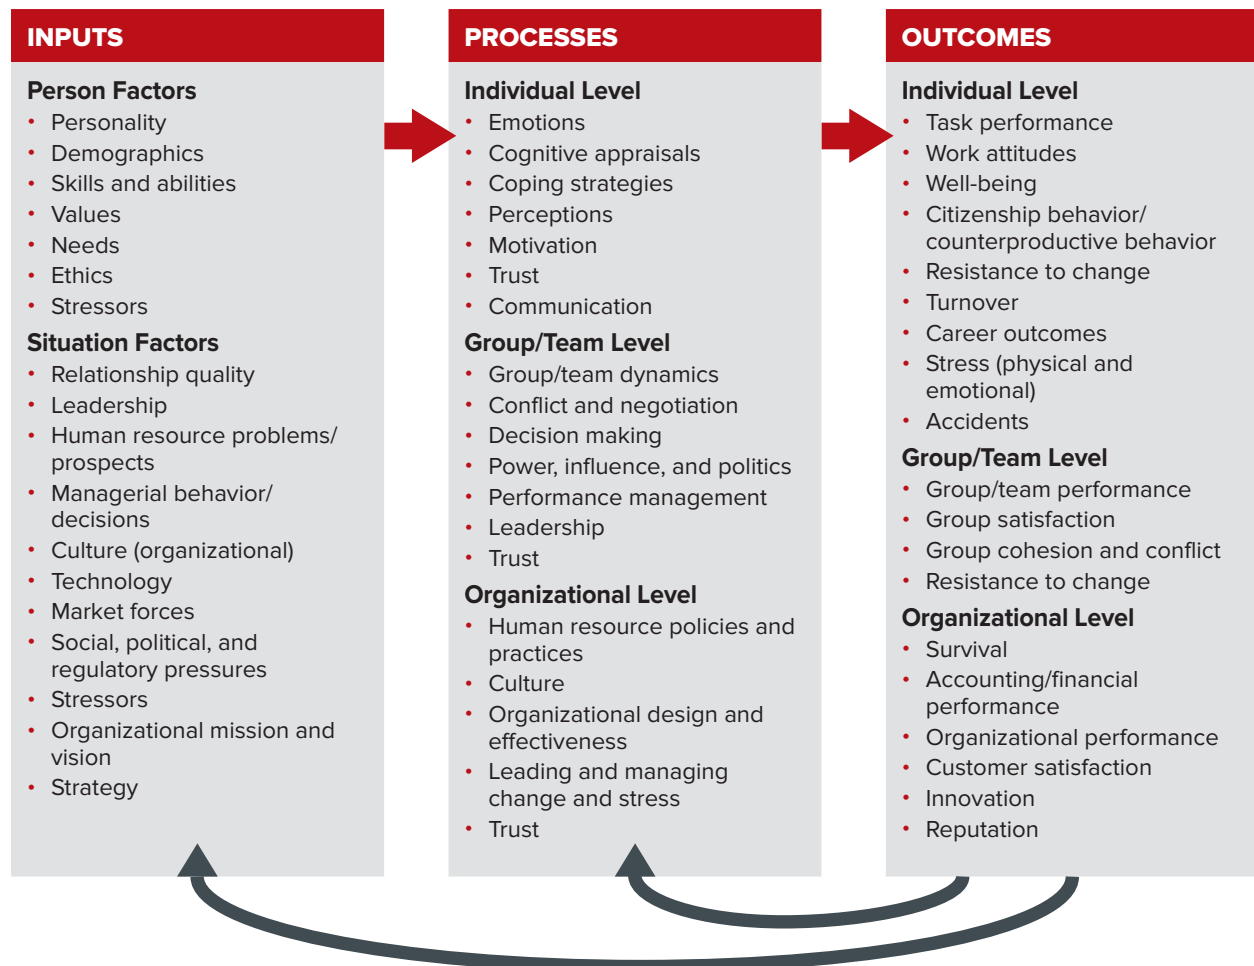 INPUTS
Person Factors
• Personality
• Demographics
• Skills and abilities
• Values
• Needs
• Ethics
• Stressors
Situation Factors
• Relationship quality
• Leadership
• Human resource problems/
prospects
• Managerial behavior/
decisions
• Culture (organizational)
• Technology
• Market forces
• Social, political, and
regulatory pressures
• Stressors
• Organizational mission and
vision
• Strategy
PROCESSES
Individual Level
• Emotions
• Cognitive appraisals
• Coping strategies
• Perceptions
• Motivation
• Trust
• Communication
Group/Team Level
• Group/team dynamics
• Conflict and negotiation
• Decision making
• Power, influence, and politics
• Performance management
• Leadership
• Trust
Organizational Level
• Human resource policies and
practices
• Culture
• Organizational design and
effectiveness
• Leading and managing
change and stress
• Trust
OUTCOMES
Individual Level
• Task performance
• Work attitudes
• Well-being
• Citizenship behavior/
counterproductive behavior
• Resistance to change
• Turnover
• Career outcomes
• Stress (physical and
emotional)
• Accidents
Group/Team Level
• Group/team performance
• Group satisfaction
• Group cohesion and conflict
• Resistance to change
Organizational Level
• Survival
• Accounting/financial
performance
• Organizational performance
• Customer satisfaction
• Innovation
• Reputation